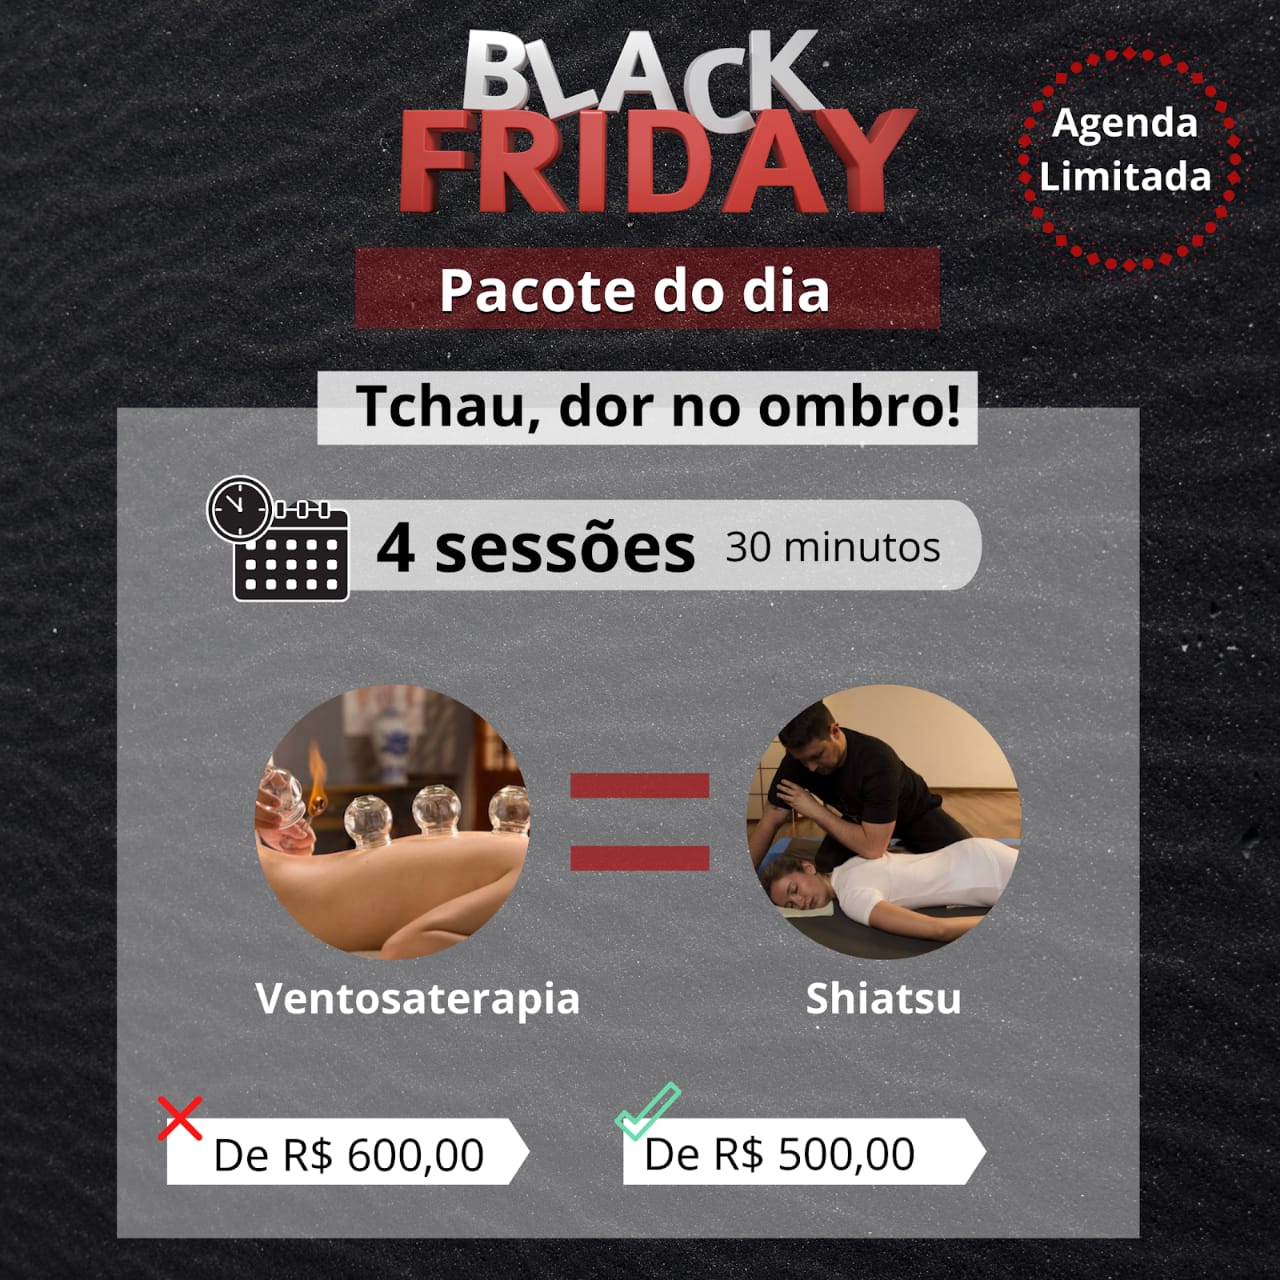 BLACK
FRIDAY
Agenda
Limitada
Pacote do dia
Tchau, dor no ombro!
4 sessões 30 minutos
Ventosaterapia
Shiatsu
De R$ 600,00
De R$ 500,00